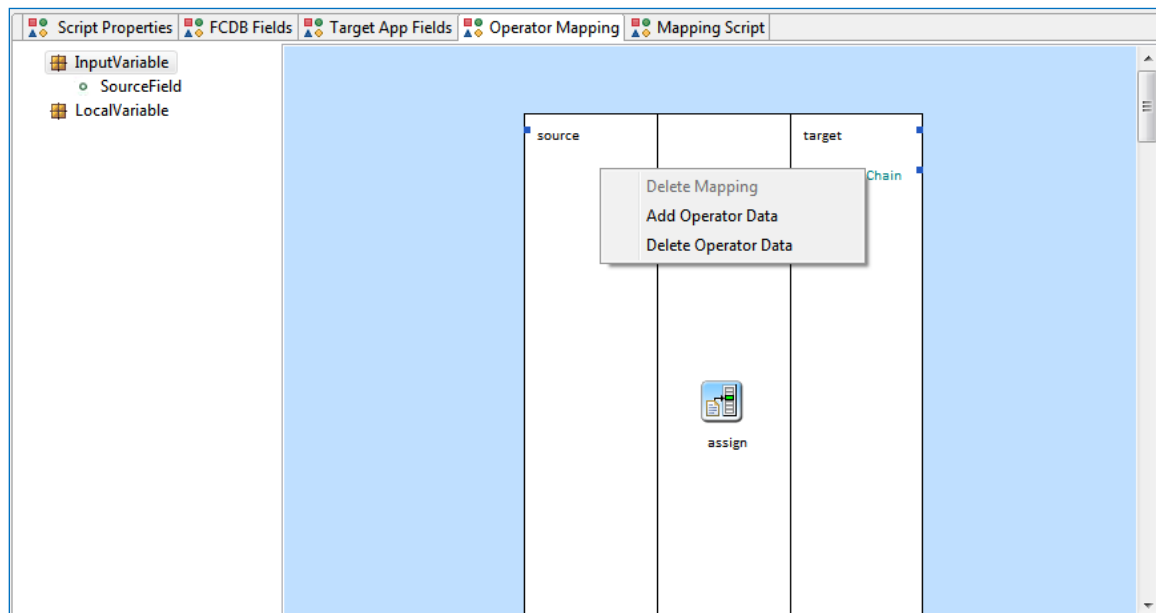 Script Properties FCDB Fields Target App Fields Operator Mapping Mapping Script
InputVariable
SourceField
LocalVariable
source target
Chain
Delete Mapping
Add Operator Data
Delete Operator Data
assign